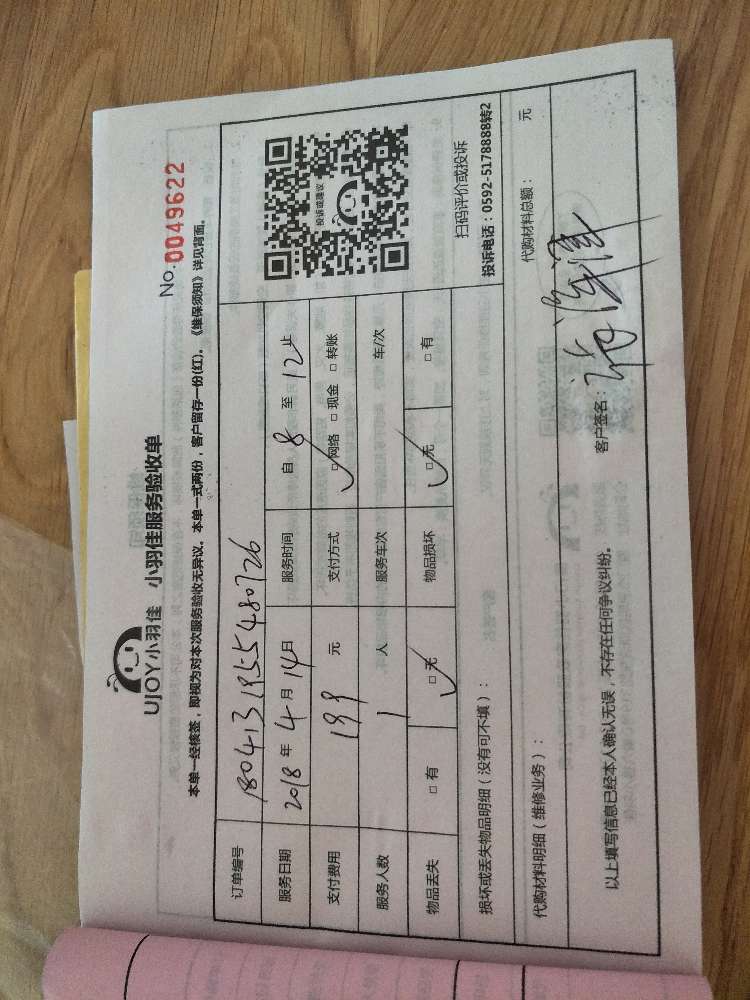 UJOY小羽佳 小羽佳服务验收单
No. 0049622
本单一经核签，即视为对本次服务验收无异议。本单一式两份，客户留存一份(红)。《维保须知》详见背面。
订单编号 1804131955480726
服务日期 2018 年 4 月 14 日 服务时间 自 8 至 12 止
支付费用 199 元 支付方式 □网络 □现金 □转账
服务人数 1 人 服务车次 车/次
物品丢失 □有 □无 物品损坏 □无 □有
投诉或建议
扫码评价或投诉
投诉电话：0592-5178888转2
损坏或丢失物品明细（没有可不填）：
代购材料明细（维修业务）： 代购材料总额： 元
以上填写信息已经本人确认无误，不存在任何争议纠纷。 客户签名：